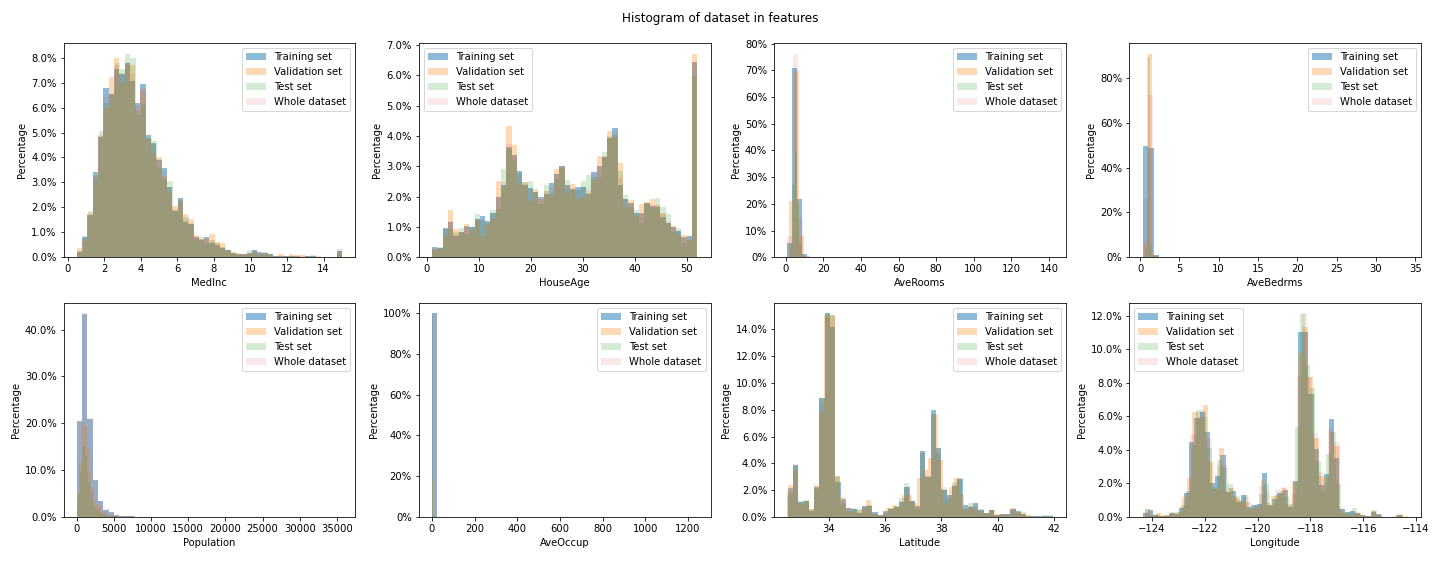 Histogram of dataset in features
8.0%
7.0%
6.0%
5.0%
4.0%
3.0%
2.0%
1.0%
0.0%
Percentage
0 2 4 6 8 10 12 14
MedInc
Training set
Validation set
Test set
Whole dataset
7.0%
6.0%
5.0%
4.0%
3.0%
2.0%
1.0%
0.0%
Percentage
0 10 20 30 40 50
HouseAge
Training set
Validation set
Test set
Whole dataset
80%
70%
60%
50%
40%
30%
20%
10%
0%
Percentage
0 20 40 60 80 100 120 140
AveRooms
Training set
Validation set
Test set
Whole dataset
80%
60%
40%
20%
0%
Percentage
0 5 10 15 20 25 30 35
AveBedrms
Training set
Validation set
Test set
Whole dataset
40.0%
30.0%
20.0%
10.0%
0.0%
Percentage
0 5000 10000 15000 20000 25000 30000 35000
Population
Training set
Validation set
Test set
Whole dataset
100%
80%
60%
40%
20%
0%
Percentage
0 200 400 600 800 1000 1200
AveOccup
Training set
Validation set
Test set
Whole dataset
14.0%
12.0%
10.0%
8.0%
6.0%
4.0%
2.0%
0.0%
Percentage
34 36 38 40 42
Latitude
Training set
Validation set
Test set
Whole dataset
12.0%
10.0%
8.0%
6.0%
4.0%
2.0%
0.0%
Percentage
−124 −122 −120 −118 −116 −114
Longitude
Training set
Validation set
Test set
Whole dataset